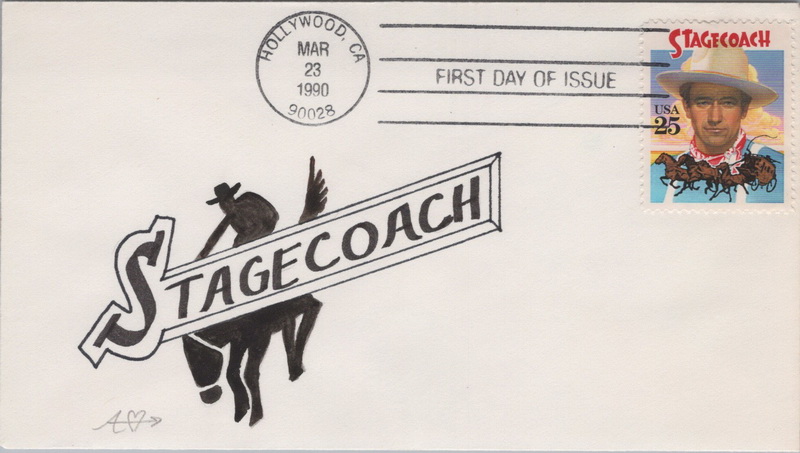 HOLLYWOOD, CA
MAR
23
1990
90028
FIRST DAY OF ISSUE
STAGECOACH
USA
25
STAGECOACH